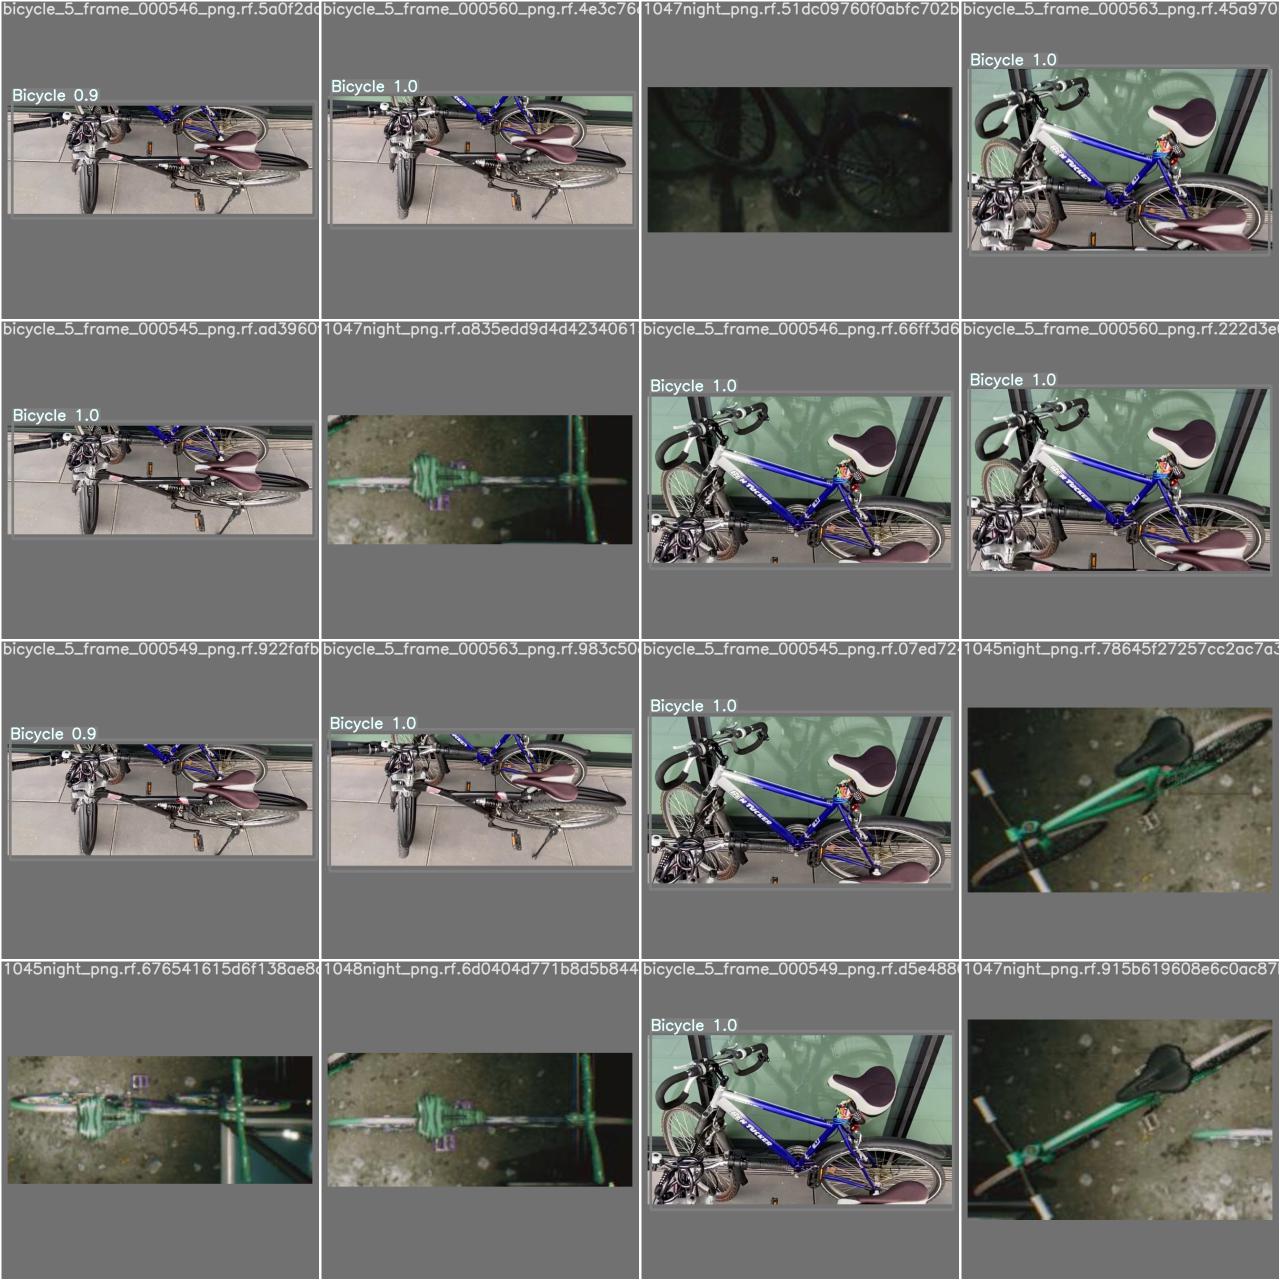 bicycle_5_frame_000546_png.rf.5a0f2dc
bicycle_5_frame_000560_png.rf.4e3c76
1047night_png.rf.51dc09760f0abfc702b
bicycle_5_frame_000563_png.rf.45a970
Bicycle 0.9
Bicycle 1.0
Bicycle 1.0
bicycle_5_frame_000545_png.rf.ad3960
1047night_png.rf.a835edd9d4d4234061
bicycle_5_frame_000546_png.rf.66ff3d6
bicycle_5_frame_000560_png.rf.222d3e
Bicycle 1.0
Bicycle 1.0
Bicycle 1.0
bicycle_5_frame_000549_png.rf.922fafb
bicycle_5_frame_000563_png.rf.983c50
bicycle_5_frame_000545_png.rf.07ed72
1045night_png.rf.78645f27257cc2ac7a3
Bicycle 0.9
Bicycle 1.0
Bicycle 1.0
1045night_png.rf.676541615d6f138ae8
1048night_png.rf.6d0404d771b8d5b844
bicycle_5_frame_000549_png.rf.d5e488
1047night_png.rf.915b619608e6c0ac87
Bicycle 1.0